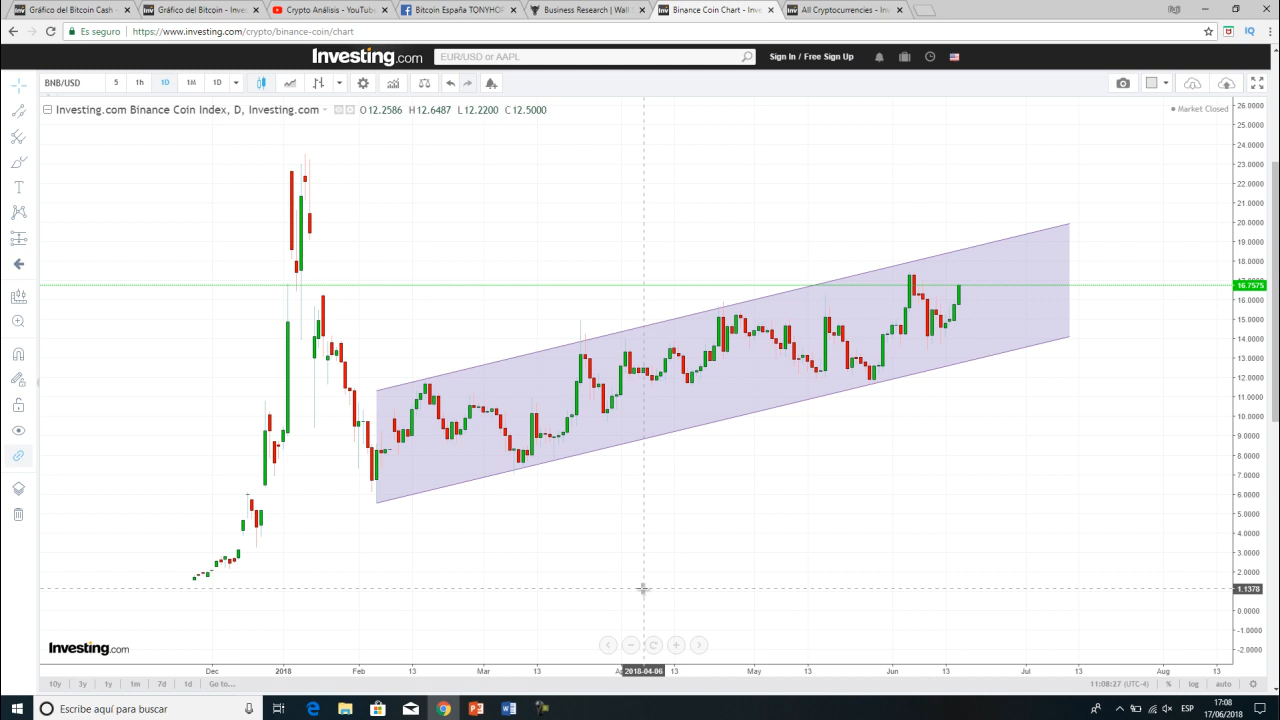 Gráfico del Bitcoin Cash -
Gráfico del Bitcoin - Inves
Crypto Análisis - YouTube
Bitcoin España TONYHOF
Business Research | Wall S
Binance Coin Chart - Inve
All Cryptocurrencies - Inv
Es seguro
https://www.investing.com/crypto/binance-coin/chart
IQ
Investing.com
EUR/USD or AAPL
Sign In / Free Sign Up
BNB/USD
5
1h
1D
1M
1D
Investing.com Binance Coin Index, D, Investing.com
O12.2586 H12.6487 L12.2200 C12.5000
Market Closed
26.0000
25.0000
24.0000
23.0000
22.0000
21.0000
20.0000
19.0000
18.0000
16.7575
16.0000
15.0000
14.0000
13.0000
12.0000
11.0000
10.0000
9.0000
8.0000
7.0000
6.0000
5.0000
4.0000
3.0000
2.0000
1.1378
0.0000
-1.0000
-2.0000
Investing.com
Dec 2018 Feb 13 Mar 13 2018-04-06 13 May 13 Jun 13 Jul 13 Aug 13
10y 3y 1y 1m 7d 1d Go to...
11:08:27 (UTC-4) % log auto
Escribe aquí para buscar
ESP
17:08
17/06/2018